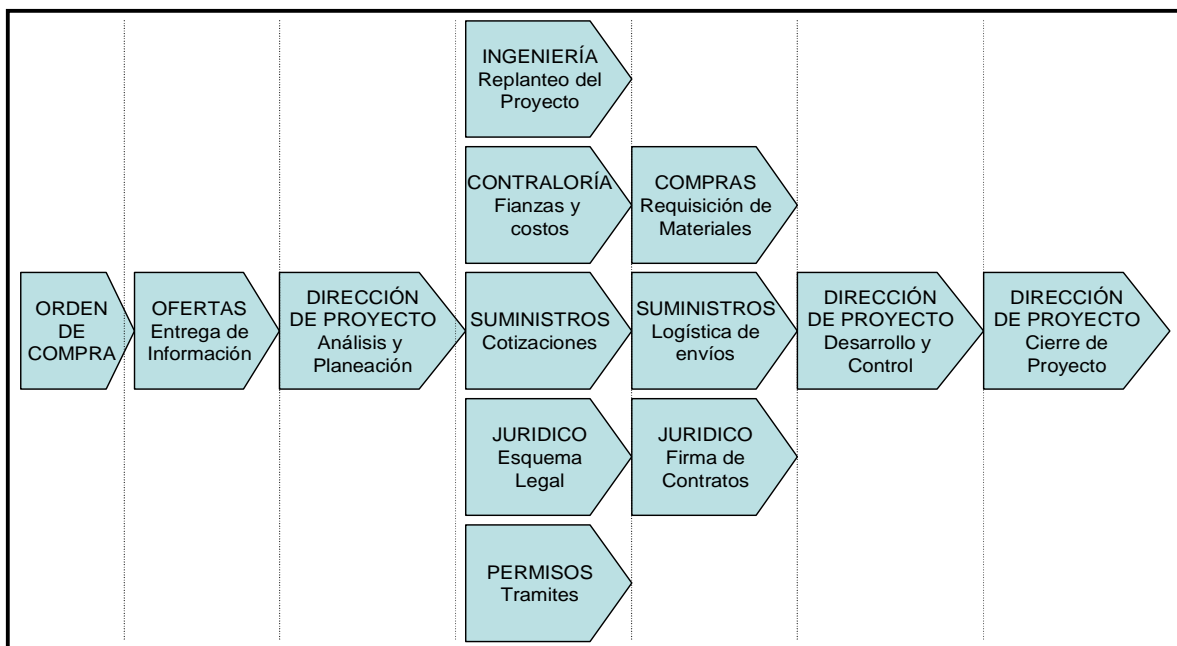 INGENIERÍA
Replanteo del
Proyecto
CONTRALORÍA
Fianzas y
costos
COMPRAS
Requisición de
Materiales
ORDEN
DE
COMPRA
OFERTAS
Entrega de
Información
DIRECCIÓN
DE PROYECTO
Análisis y
Planeación
SUMINISTROS
Cotizaciones
SUMINISTROS
Logística de
envíos
DIRECCIÓN
DE PROYECTO
Desarrollo y
Control
DIRECCIÓN
DE PROYECTO
Cierre de
Proyecto
JURIDICO
Esquema
Legal
JURIDICO
Firma de
Contratos
PERMISOS
Tramites